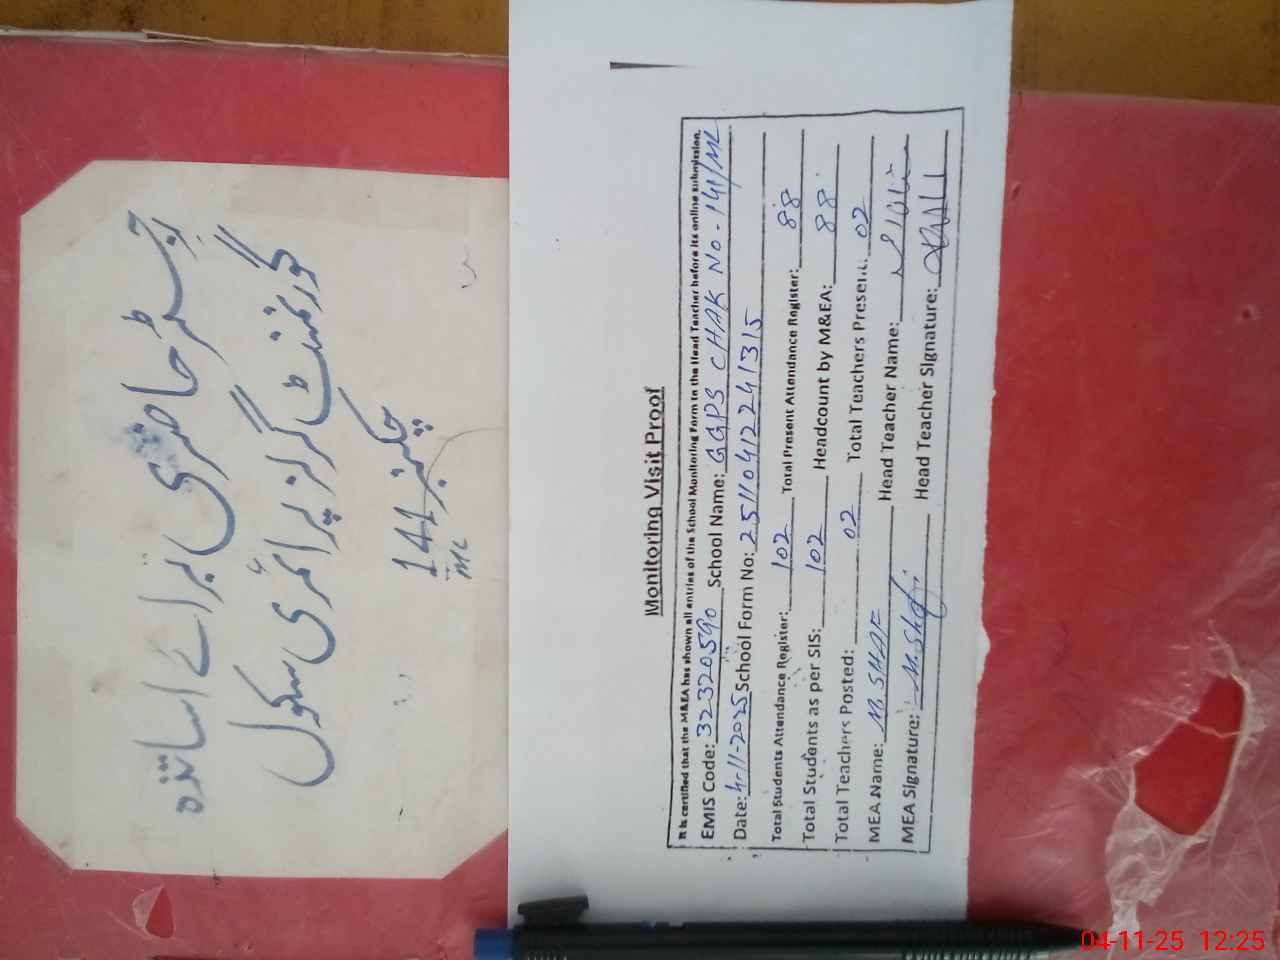 رجسٹر حاضری برائے اساتذہ
گورنمنٹ گرلز پرائمری سکول
چکنمبر 141
ML
Monitoring Visit Proof
It is certified that the M&EA has shown all entries of the School Monitoring Form to the Head Teacher before its online submission.
EMIS Code: 32320590 School Name: GGPS CHAK No. 141/ML
Date: 4-11-2025 School Form No: 251104122241315
Total Students Attendance Register: 102 Total Present Attendance Register: 88
Total Students as per SIS: 102 Headcount by M&EA: 88
Total Teachers Posted: 02 Total Teachers Present: 02
MEA Name: M. SHAF Head Teacher Name:
MEA Signature: M. Shafi Head Teacher Signature:
04-11-25 12:25